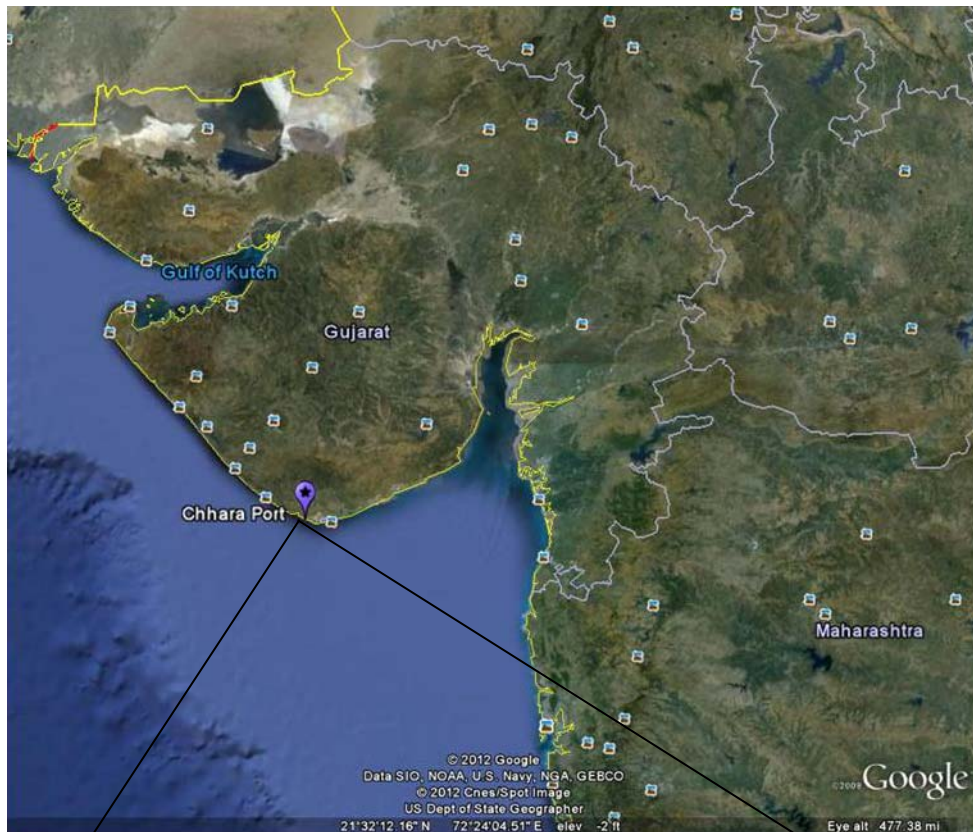 Gulf of Kutch
Gujarat
Chhara Port
Maharashtra
© 2012 Google
Data SIO, NOAA, U.S. Navy, NGA, GEBCO
© 2012 Cnes/Spot Image
US Dept of State Geographer
©2009 Google
21°32'12.16" N 72°24'04.51" E elev -2 ft
Eye alt 477.38 mi